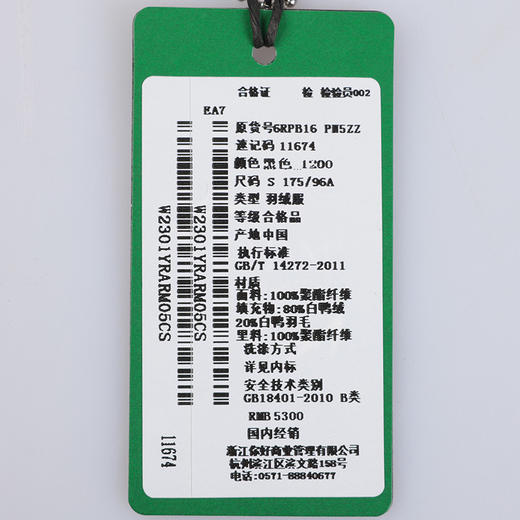 合格证 检 检验员002
EA7
原货号6RPB16 PM5ZZ
速记码 11674
颜色 黑色 1200
尺码 S 175/96A
类型 羽绒服
等级合格品
产地中国
执行标准
GB/T 14272-2011
材质
面料:100%聚酯纤维
填充物:80%白鸭绒
20%白鸭羽毛
里料:100%聚酯纤维
洗涤方式
详见内标
安全技术类别
GB18401-2010 B类
RMB 5300
国内经销
浙江你好商业管理有限公司
杭州滨江区滨文路158号
电话:0571-88840677
W2301YRARM05CS
W2301YRARM05CS
11674